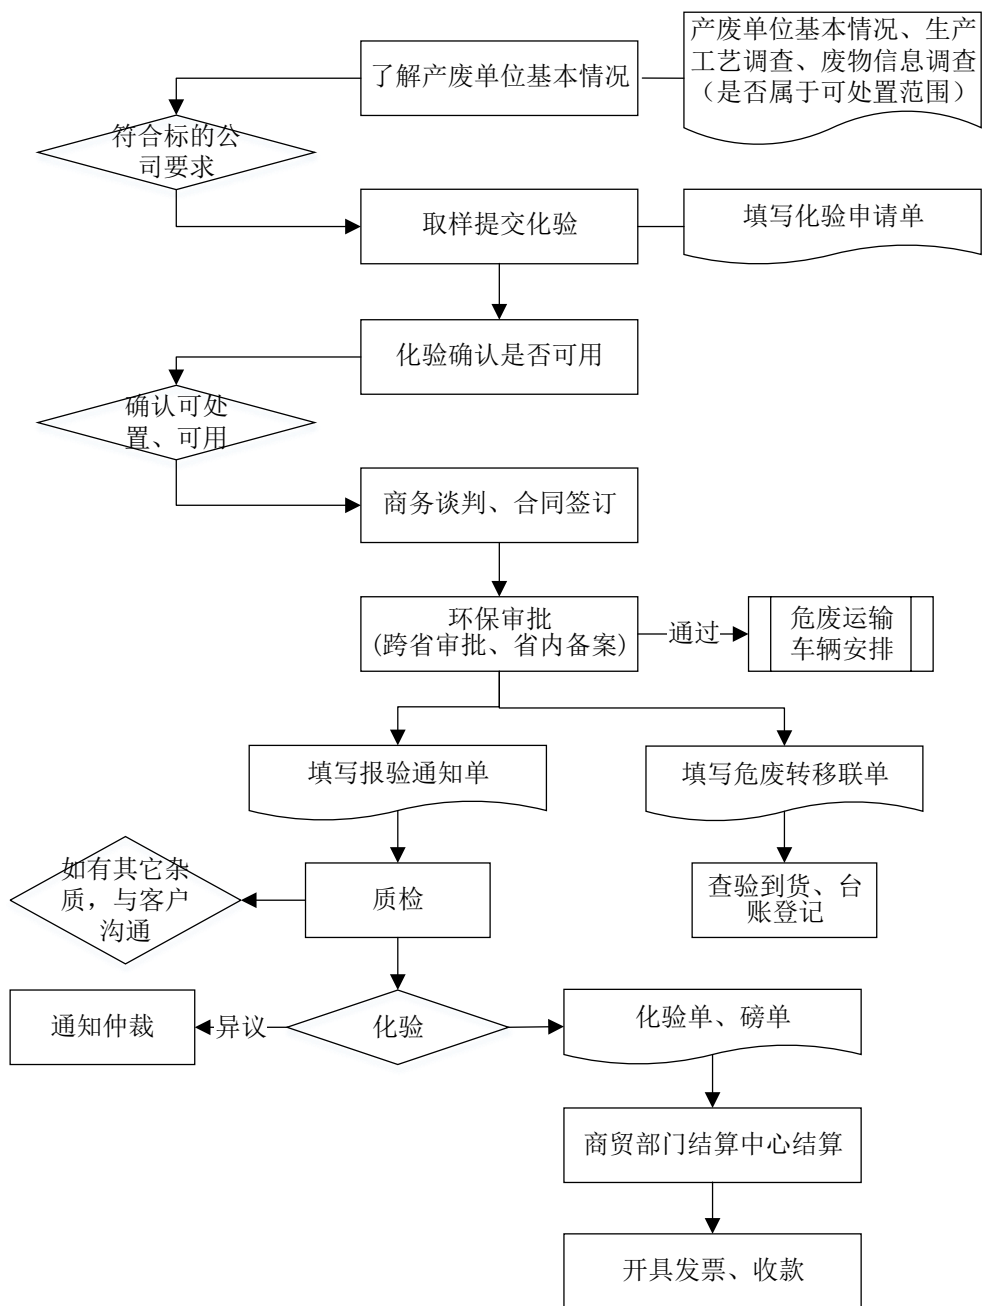 了解产废单位基本情况
产废单位基本情况、生产
工艺调查、废物信息调查
（是否属于可处置范围）
符合标的公
司要求
取样提交化验
填写化验申请单
化验确认是否可用
确认可处
置、可用
商务谈判、合同签订
环保审批
(跨省审批、省内备案)
通过
危废运输
车辆安排
填写报验通知单
填写危废转移联单
如有其它杂
质，与客户
沟通
质检
查验到货、台
账登记
通知仲裁
异议
化验
化验单、磅单
商贸部门结算中心结算
开具发票、收款